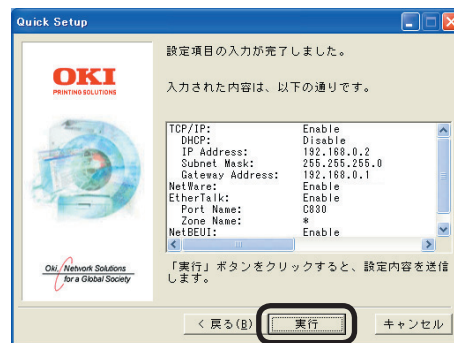 Quick Setup
OKI
PRINTING SOLUTIONS
設定項目の入力が完了しました。
入力された内容は、以下の通りです。
TCP/IP: Enable
DHCP: Disable
IP Address: 192.168.0.2
Subnet Mask: 255.255.255.0
Gateway Address: 192.168.0.1
NetWare: Enable
EtherTalk: Enable
Port Name: C830
Zone Name: *
NetBEUI: Enable
Oki, Network Solutions
for a Global Society
「実行」ボタンをクリックすると、設定内容を送信
します。
< 戻る(B) 実行 キャンセル